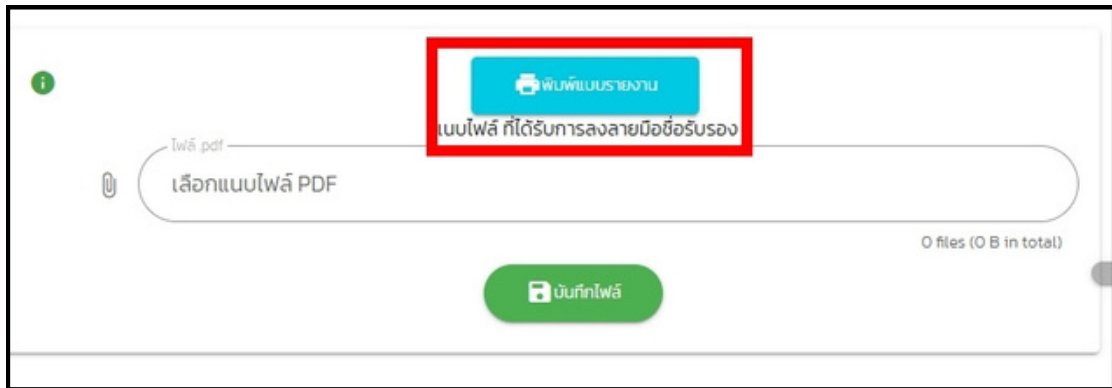 พิมพ์แบบรายงาน
แนบไฟล์ ที่ได้รับการลงลายมือชื่อรับรอง
ไฟล์ .pdf
เลือกแนบไฟล์ PDF
0 files (0 B in total)
บันทึกไฟล์